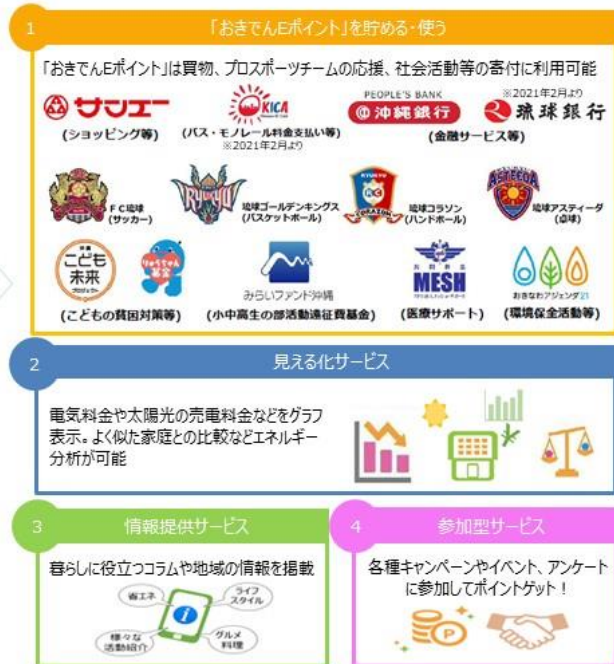 1
「おきでんEポイント」を貯める・使う
「おきでんEポイント」は買物、プロスポーツチームの応援、社会活動等の寄付に利用可能
サンエー
(ショッピング等)
KICA
(バス・モノレール料金支払い等)
※2021年2月より
PEOPLE'S BANK
沖縄銀行
※2021年2月より
琉球銀行
(金融サービス等)
FC琉球
(サッカー)
琉球ゴールデンキングス
(バスケットボール)
RYUKYU
CORAZON
琉球コラソン
(ハンドボール)
ASTEEDA
琉球アスティーダ
(卓球)
こども
未来
プロジェクト
りゅうちゃん
基金
(こどもの貧困対策等)
みらいファンド沖縄
(小中高生の部活動遠征費基金)
MESH
(医療サポート)
おきなわアジェンダ21
(環境保全活動等)
2
見える化サービス
電気料金や太陽光の売電料金などをグラフ
表示。よく似た家庭との比較などエネルギー
分析が可能
3
情報提供サービス
暮らしに役立つコラムや地域の情報を掲載
省エネ
ライフ
スタイル
様々な
活動紹介
グルメ
料理
4
参加型サービス
各種キャンペーンやイベント、アンケート
に参加してポイントゲット！
P